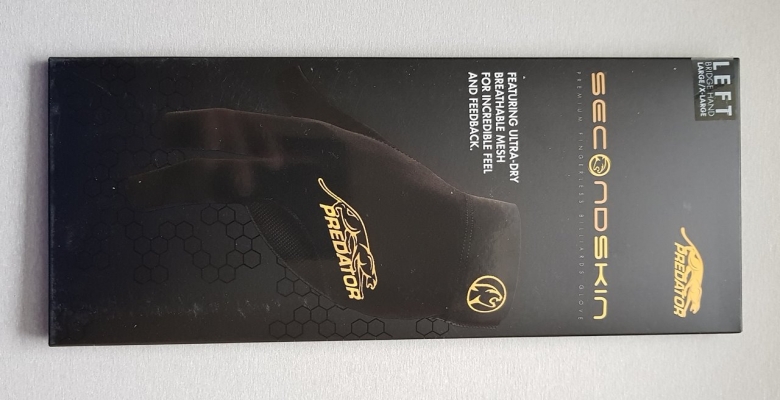 LEFT
BRIDGE HAND
LARGE/X-LARGE
PREDATOR
SECONDSKIN
PREMIUM FINGERLESS BILLIARDS GLOVE
FEATURING ULTRA-DRY
BREATHABLE MESH
FOR INCREDIBLE FEEL
AND FEEDBACK.
PREDATOR